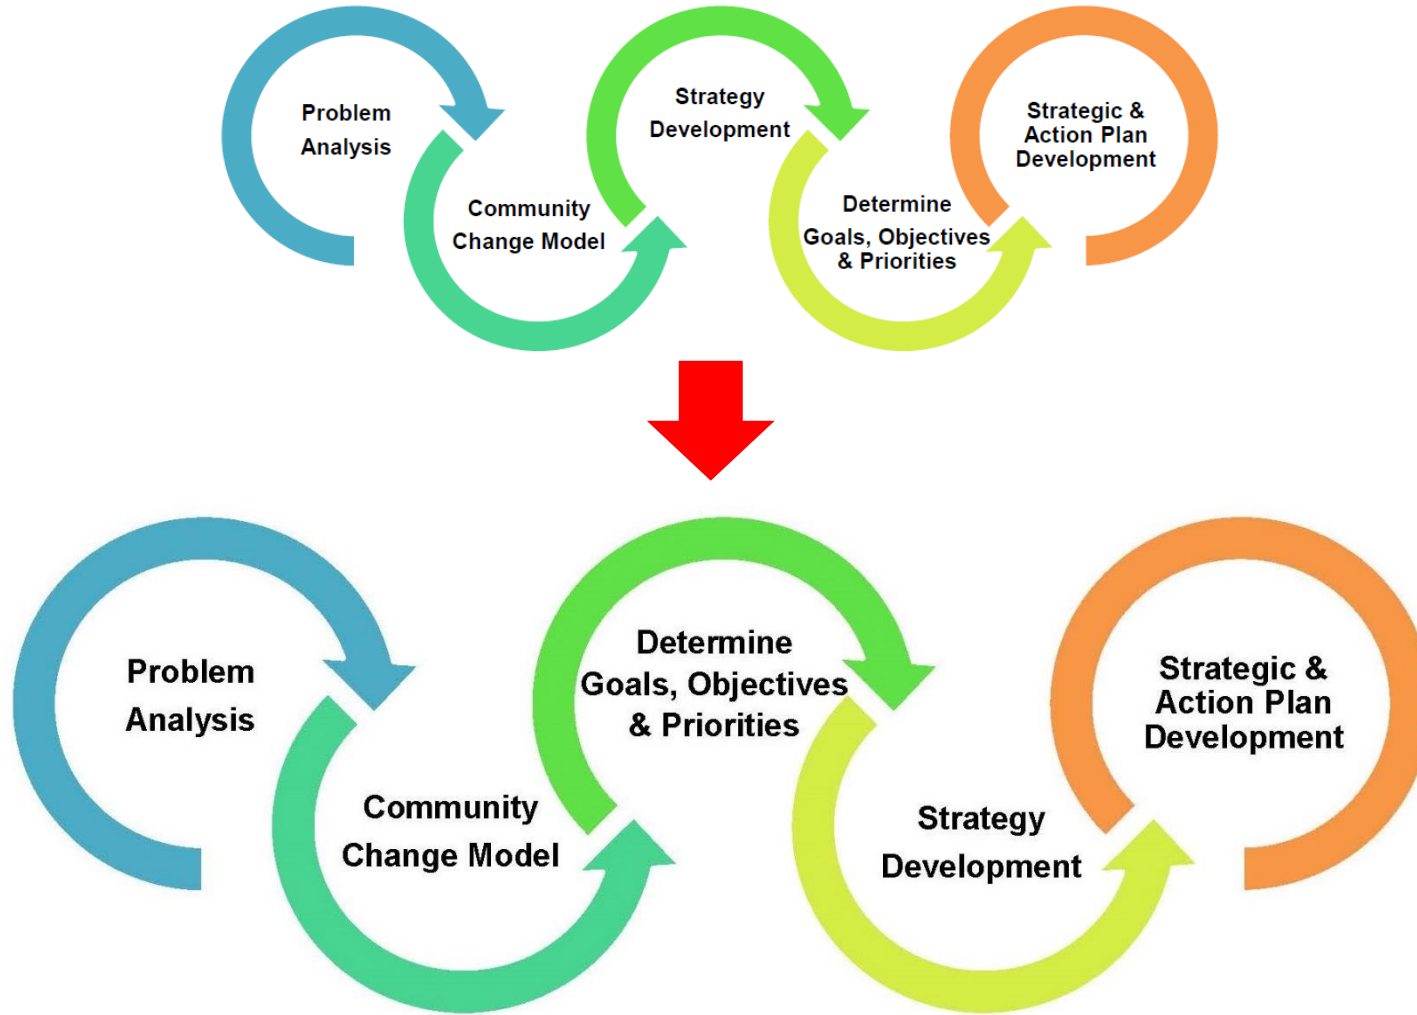 Problem
Analysis
Community
Change Model
Strategy
Development
Determine
Goals, Objectives
& Priorities
Strategic &
Action Plan
Development
Problem
Analysis
Community
Change Model
Determine
Goals, Objectives
& Priorities
Strategy
Development
Strategic &
Action Plan
Development